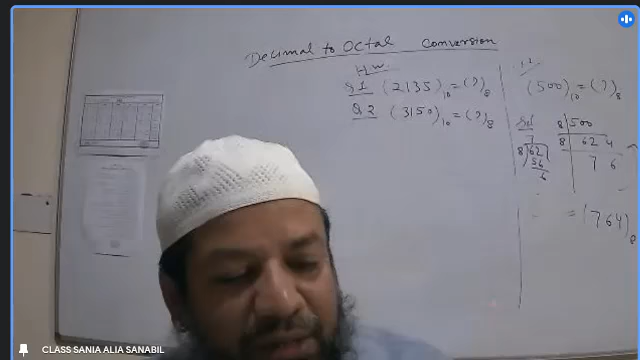 Decimal to Octal Conversion
H.W.
Q1 (2135)₁₀ = (?)₈
Q2 (3150)₁₀ = (?)₈
(500)₁₀ = (?)₈
Sol
8 | 500
8 | 62 4
7 6
7
8)62
56
6
= (764)₈
CLASS SANIA ALIA SANABIL